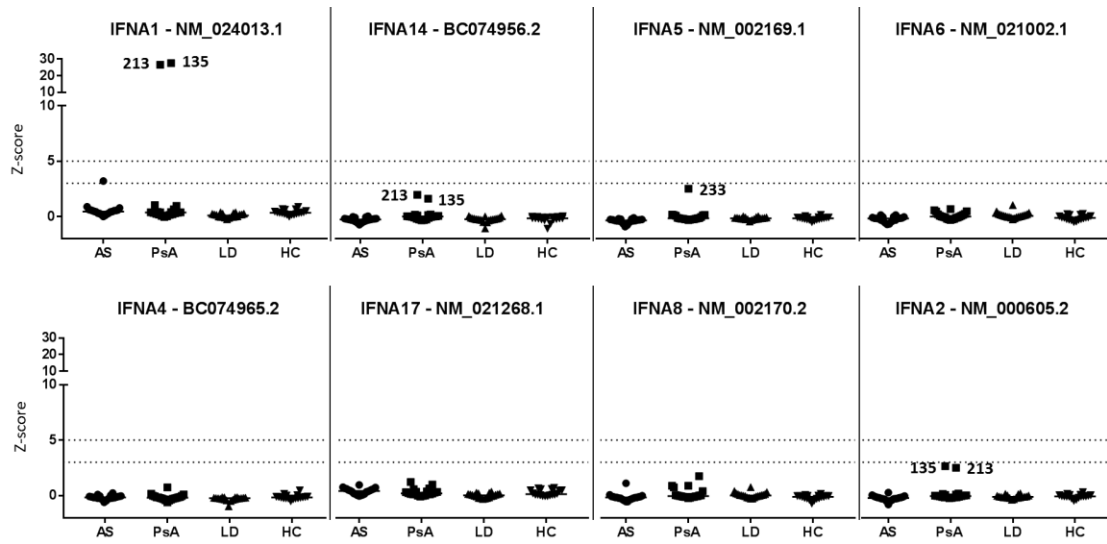 IFNA1 - NM_024013.1 IFNA14 - BC074956.2 IFNA5 - NM_002169.1 IFNA6 - NM_021002.1
30
20
10
213 135
10
Z-score
5
213 135
233
0
AS PsA LD HC AS PsA LD HC AS PsA LD HC AS PsA LD HC
IFNA4 - BC074965.2 IFNA17 - NM_021268.1 IFNA8 - NM_002170.2 IFNA2 - NM_000605.2
30
20
10
10
Z-score
5
135 213
0
AS PsA LD HC AS PsA LD HC AS PsA LD HC AS PsA LD HC